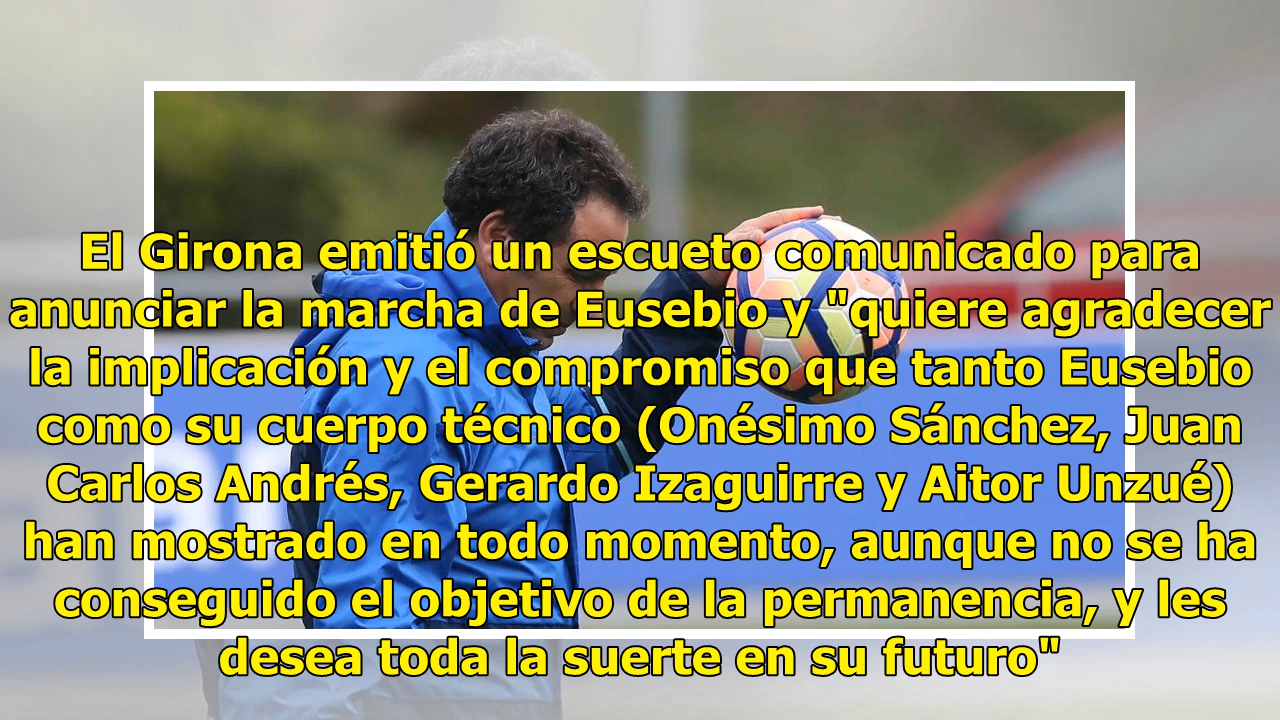 El Girona emitió un escueto comunicado para
anunciar la marcha de Eusebio y "quiere agradecer
la implicación y el compromiso que tanto Eusebio
como su cuerpo técnico (Onésimo Sánchez, Juan
Carlos Andrés, Gerardo Izaguirre y Aitor Unzué)
han mostrado en todo momento, aunque no se ha
conseguido el objetivo de la permanencia, y les
desea toda la suerte en su futuro"